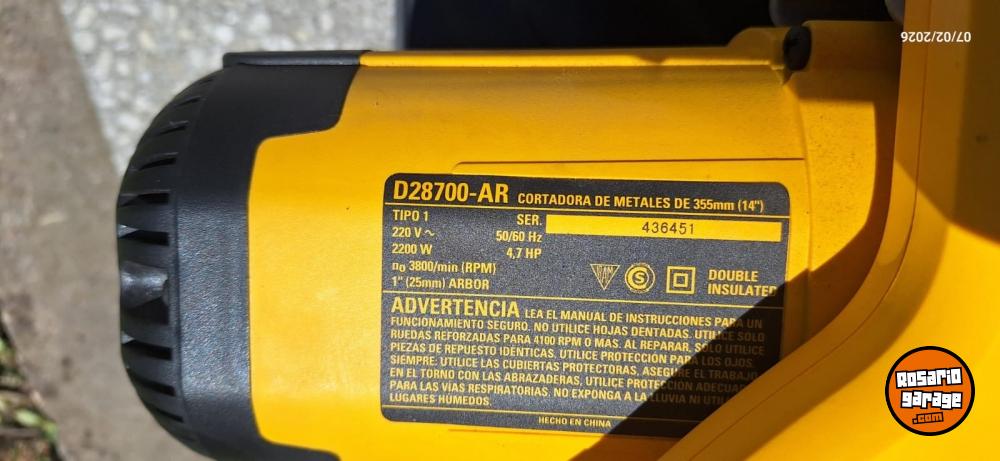 07/02/2026
D28700-AR CORTADORA DE METALES DE 355mm (14")
TIPO 1 SER. 436451
220 V ~ 50/60 Hz
2200 W 4,7 HP
no 3800/min (RPM)
1" (25mm) ARBOR
S
DOUBLE
INSULATED
ADVERTENCIA LEA EL MANUAL DE INSTRUCCIONES PARA UN
FUNCIONAMIENTO SEGURO. NO UTILICE HOJAS DENTADAS. UTILICE SOLO
RUEDAS REFORZADAS PARA 4100 RPM O MAS. AL REPARAR, SOLO UTILICE
PIEZAS DE REPUESTO IDENTICAS. UTILICE PROTECCION PARA LOS OJOS.
SIEMPRE: UTILICE LAS CUBIERTAS PROTECTORAS, ASEGURE EL TRABAJO
EN EL TORNO CON LAS ABRAZADERAS, UTILICE PROTECCIÓN ADECUADA
PARA LAS VÍAS RESPIRATORIAS. NO EXPONGA A LA LLUVIA NI UTILICE
LUGARES HÚMEDOS.
HECHO EN CHINA
ROSARIO
GARAGE
.com